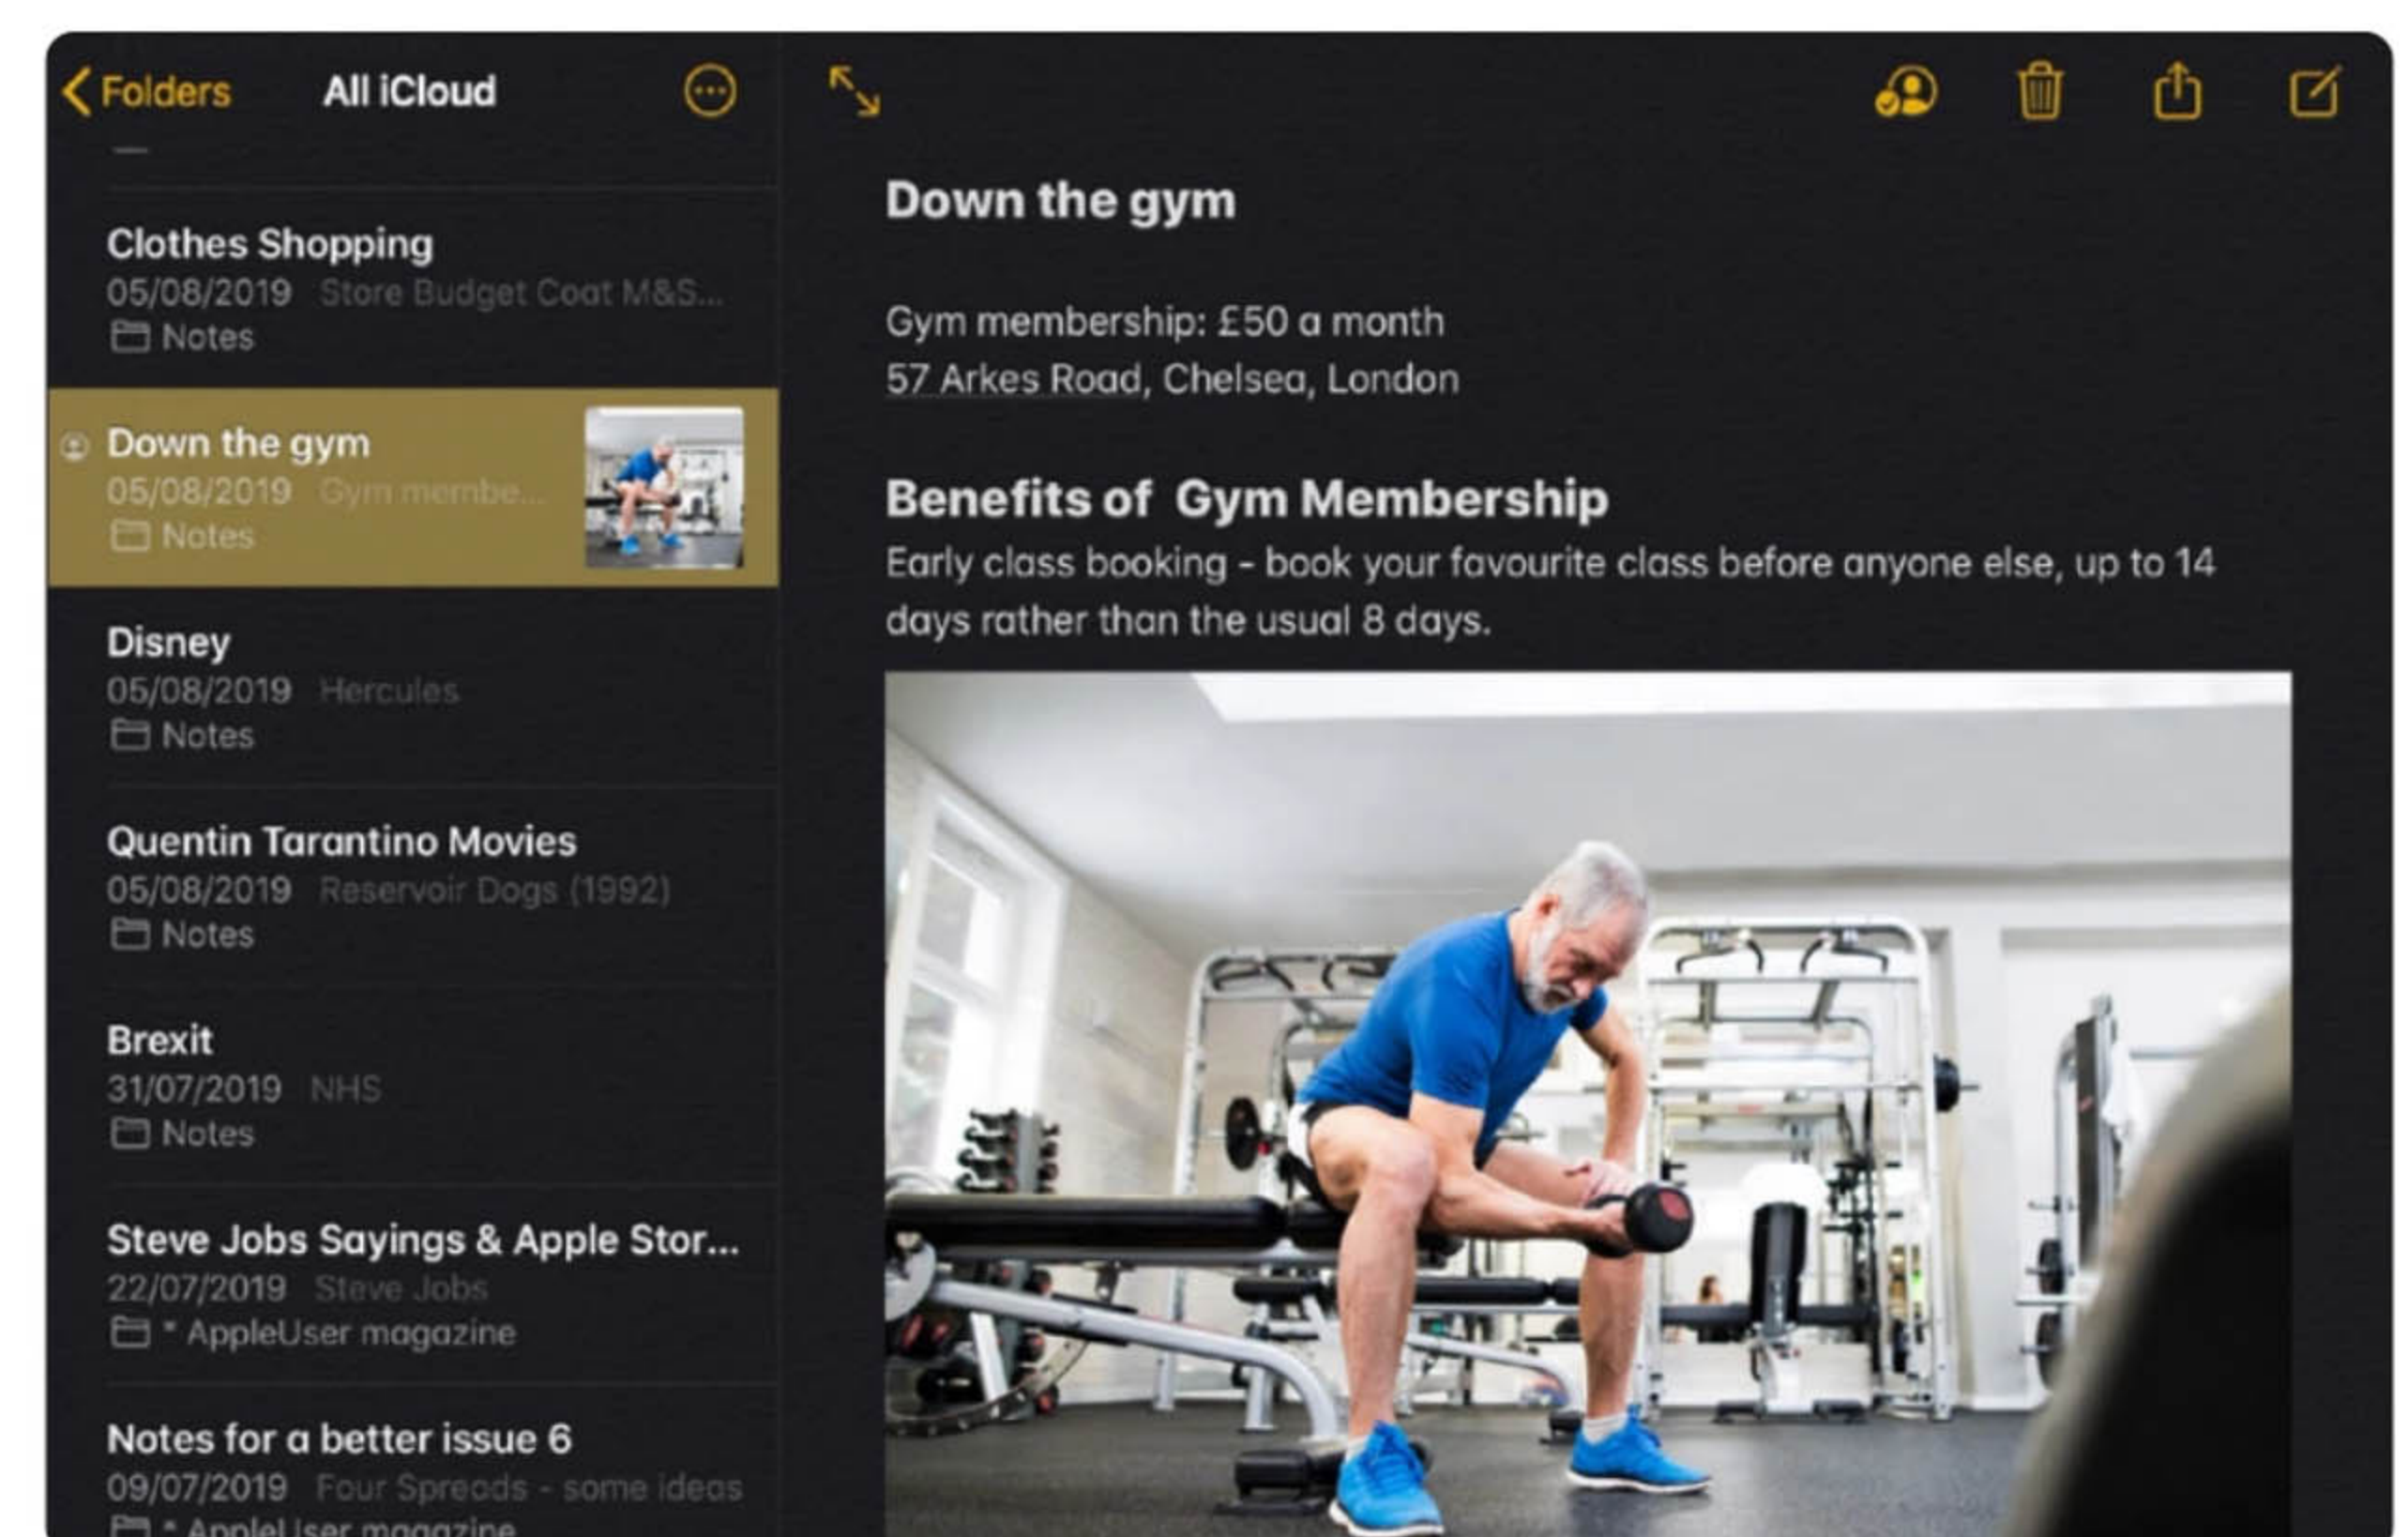 Folders
All iCloud
Clothes Shopping
05/08/2019 Store Budget Coat M&S...
Notes
Down the gym
05/08/2019 Gym membe...
Notes
Disney
05/08/2019 Hercules
Notes
Quentin Tarantino Movies
05/08/2019 Reservoir Dogs (1992)
Notes
Brexit
31/07/2019 NHS
Notes
Steve Jobs Sayings & Apple Stor...
22/07/2019 Steve Jobs
* AppleUser magazine
Notes for a better issue 6
09/07/2019 Four Spreads - some ideas
* AppleUser magazine
Down the gym
Gym membership: £50 a month
57 Arkes Road, Chelsea, London
Benefits of Gym Membership
Early class booking - book your favourite class before anyone else, up to 14
days rather than the usual 8 days.